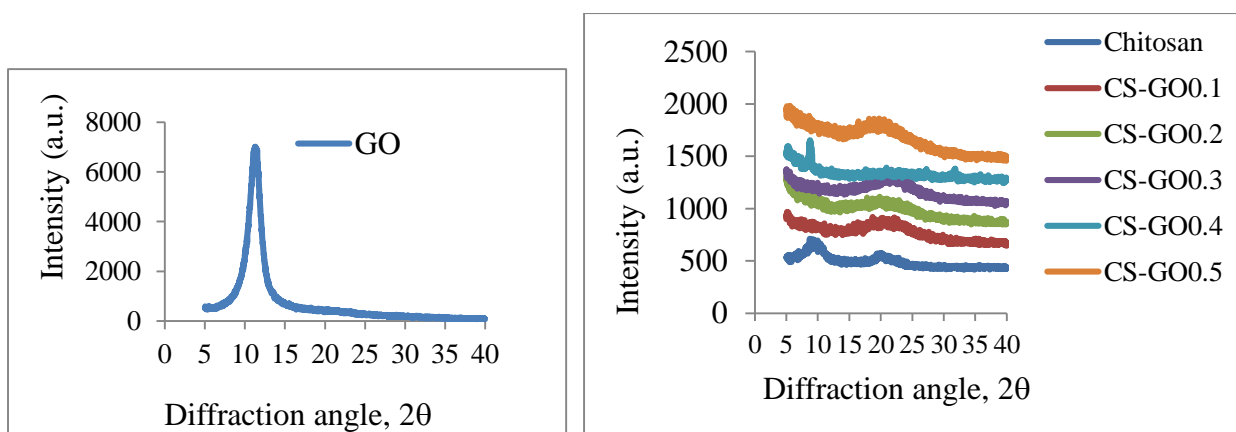 Intensity (a.u.)
8000
6000
4000
2000
0
GO
0 5 10 15 20 25 30 35 40
Diffraction angle, 2θ
Intensity (a.u.)
2500
2000
1500
1000
500
0
0 5 10 15 20 25 30 35 40
Diffraction angle, 2θ
Chitosan
CS-GO0.1
CS-GO0.2
CS-GO0.3
CS-GO0.4
CS-GO0.5